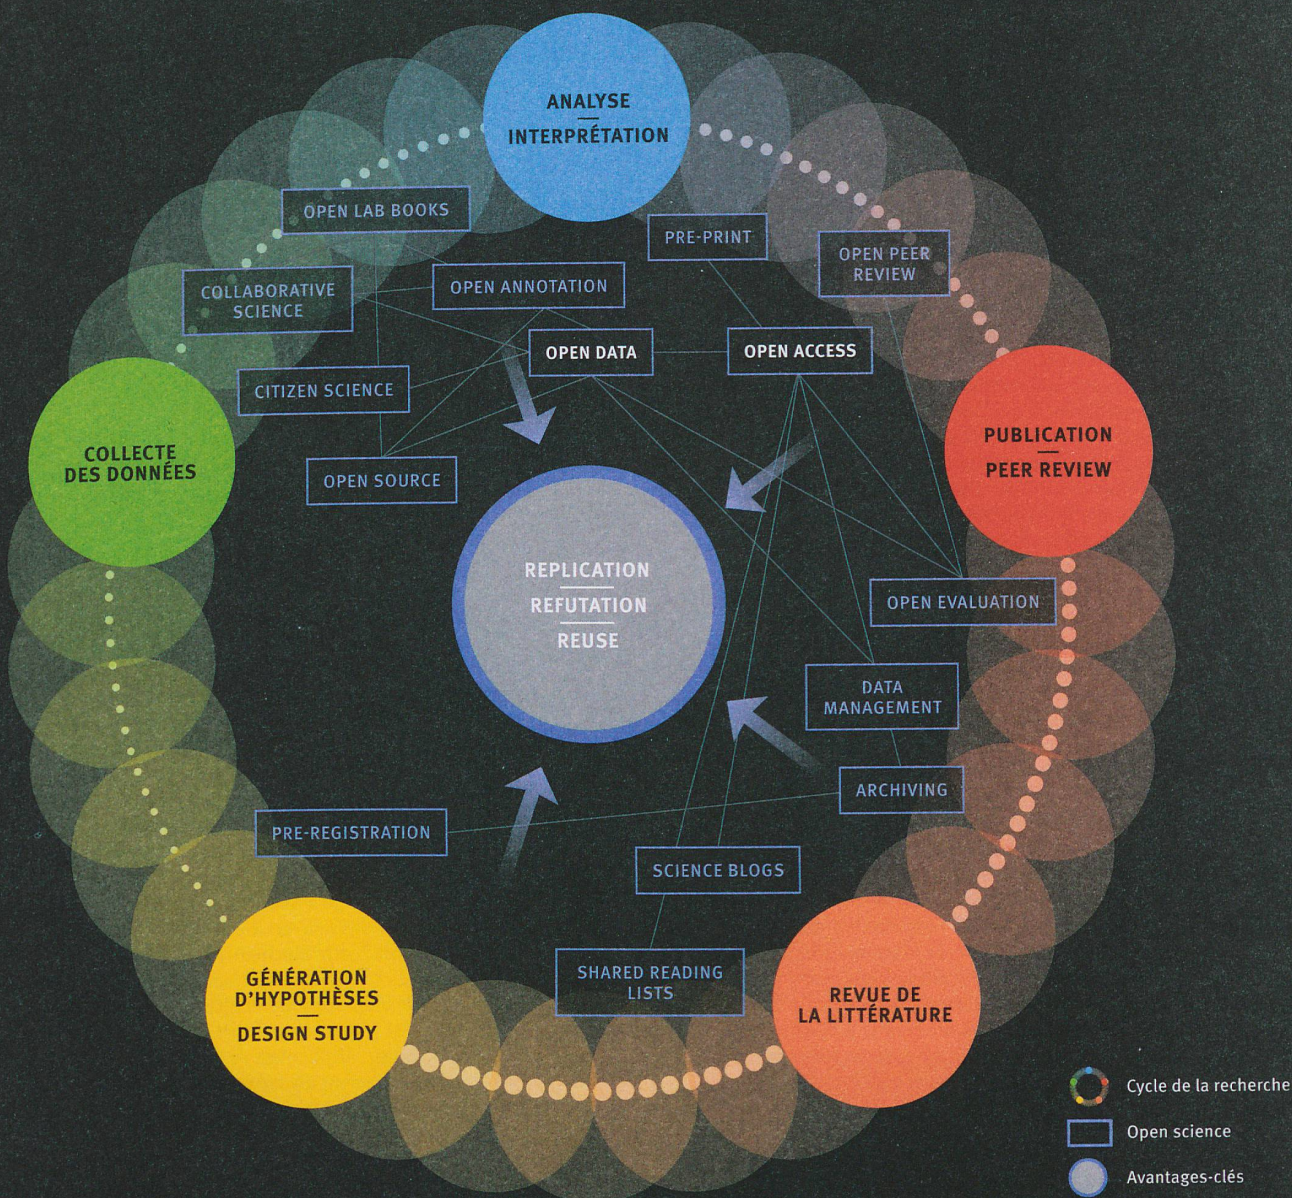 ANALYSE
INTERPRÉTATION
OPEN LAB BOOKS
PRE-PRINT
OPEN PEER
REVIEW
COLLABORATIVE
SCIENCE
OPEN ANNOTATION
OPEN DATA
OPEN ACCESS
CITIZEN SCIENCE
COLLECTE
DES DONNÉES
PUBLICATION
PEER REVIEW
OPEN SOURCE
REPLICATION
REFUTATION
REUSE
OPEN EVALUATION
DATA
MANAGEMENT
ARCHIVING
PRE-REGISTRATION
SCIENCE BLOGS
SHARED READING
LISTS
GÉNÉRATION
D'HYPOTHÈSES
DESIGN STUDY
REVUE DE
LA LITTÉRATURE
Cycle de la recherche
Open science
Avantages-clés